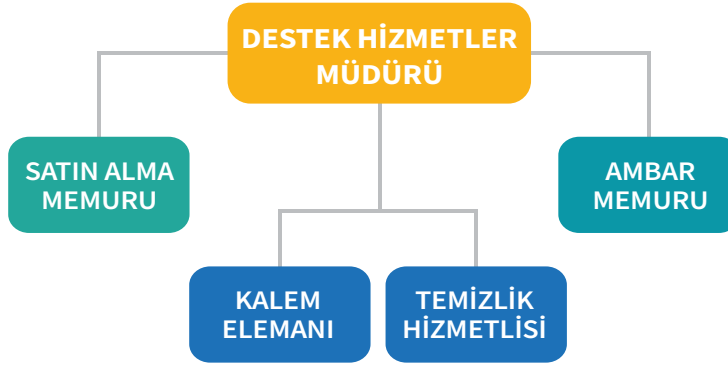 DESTEK HİZMETLER
MÜDÜRÜ
SATIN ALMA
MEMURU
AMBAR
MEMURU
KALEM
ELEMANI
TEMİZLİK
HİZMETLİSİ